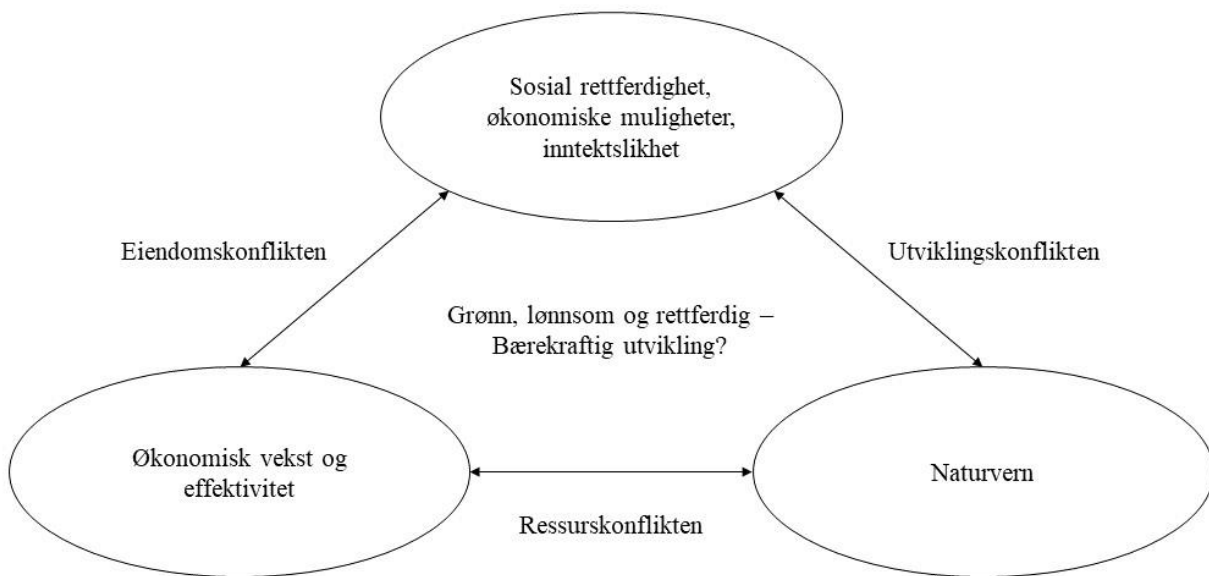 Sosial rettferdighet,
økonomiske muligheter,
inntektslikhet
Eiendomskonflikten
Utviklingskonflikten
Grønn, lønnsom og rettferdig –
Bærekraftig utvikling?
Økonomisk vekst og
effektivitet
Naturvern
Ressurskonflikten